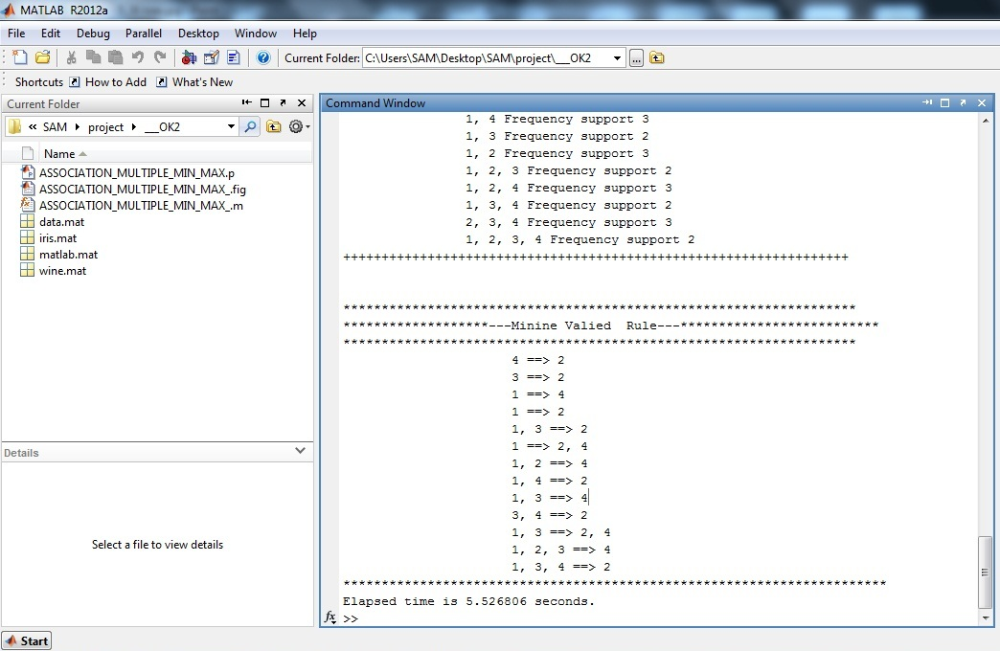 MATLAB R2012a
File Edit Debug Parallel Desktop Window Help
Current Folder: C:\Users\SAM\Desktop\SAM\project\___OK2
Shortcuts How to Add What's New
Current Folder
« SAM project ___OK2
Name
ASSOCIATION_MULTIPLE_MIN_MAX.p
ASSOCIATION_MULTIPLE_MIN_MAX_.fig
ASSOCIATION_MULTIPLE_MIN_MAX_.m
data.mat
iris.mat
matlab.mat
wine.mat
Details
Select a file to view details
Command Window
1, 4 Frequency support 3
1, 3 Frequency support 2
1, 2 Frequency support 3
1, 2, 3 Frequency support 2
1, 2, 4 Frequency support 3
1, 3, 4 Frequency support 2
2, 3, 4 Frequency support 3
1, 2, 3, 4 Frequency support 2
++++++++++++++++++++++++++++++++++++++++++++++++++++++++++++++++++
*******************************************************************
*******************---Minine Valied  Rule---**************************
*******************************************************************
4 ==> 2
3 ==> 2
1 ==> 4
1 ==> 2
1, 3 ==> 2
1 ==> 2, 4
1, 2 ==> 4
1, 4 ==> 2
1, 3 ==> 4
3, 4 ==> 2
1, 3 ==> 2, 4
1, 2, 3 ==> 4
1, 3, 4 ==> 2
***********************************************************************
Elapsed time is 5.526806 seconds.
fx >>
Start